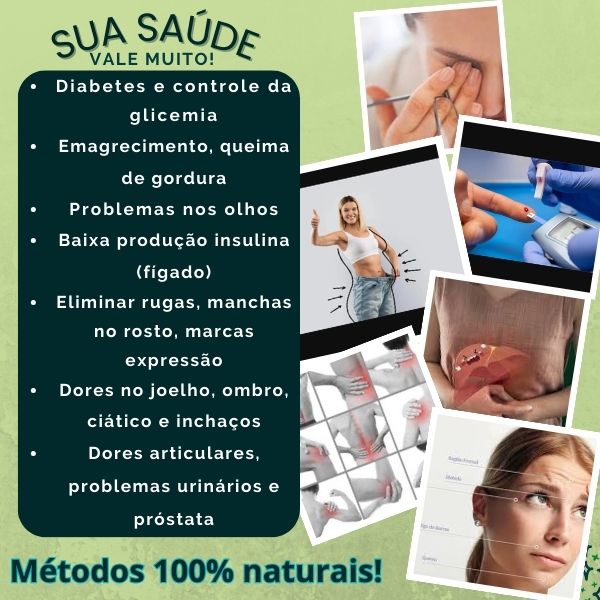 SUA SAÚDE
VALE MUITO!
• Diabetes e controle da
glicemia
• Emagrecimento, queima
de gordura
• Problemas nos olhos
• Baixa produção insulina
(fígado)
• Eliminar rugas, manchas
no rosto, marcas
expressão
• Dores no joelho, ombro,
ciático e inchaços
• Dores articulares,
problemas urinários e
próstata
Métodos 100% naturais!